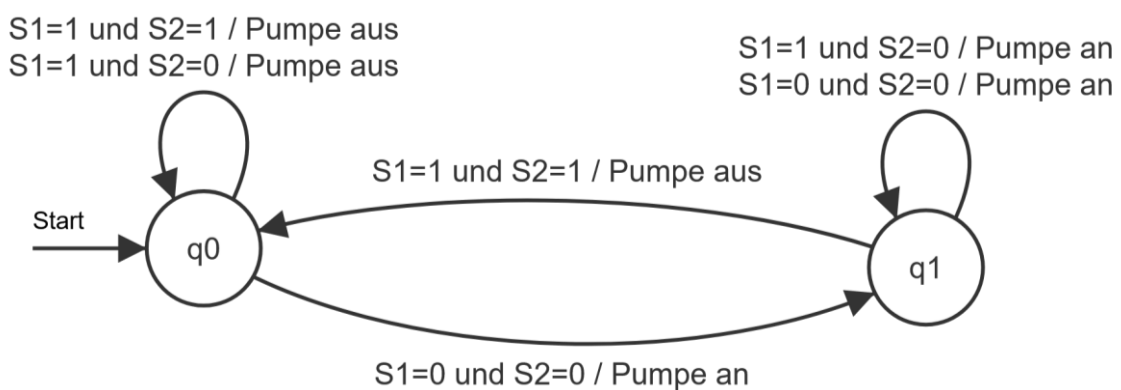 S1=1 und S2=1 / Pumpe aus
S1=1 und S2=0 / Pumpe aus
S1=1 und S2=0 / Pumpe an
S1=0 und S2=0 / Pumpe an
S1=1 und S2=1 / Pumpe aus
Start
q0
q1
S1=0 und S2=0 / Pumpe an